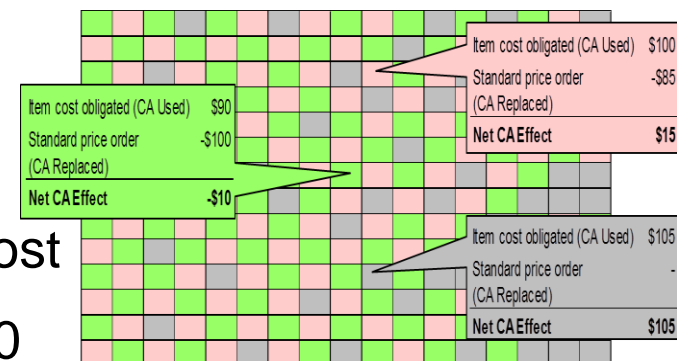 Item cost obligated (CA Used) $100
Standard price order -$85
(CA Replaced)
Net CA Effect $15
Item cost obligated (CA Used) $90
Standard price order -$100
(CA Replaced)
Net CA Effect -$10
ost
0
Item cost obligated (CA Used) $105
Standard price order -
(CA Replaced)
Net CA Effect $105